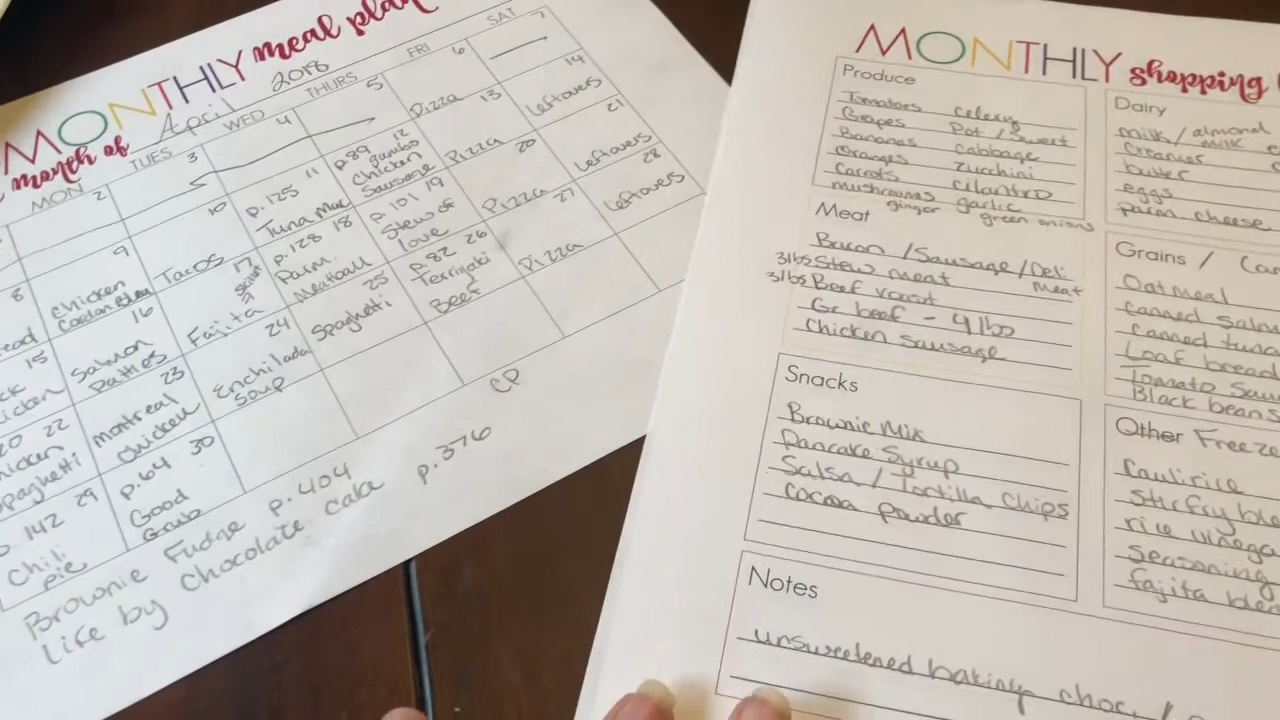 MONTHLY meal plan
month of April 2018
MON TUES WED THURS FRI SAT
2 3 4 5 6 7
Pizza
8 9 10 11 12 13 14
Chicken Cordon Bleu
Tacos
p.125 Tuna Mac
p.89 gumbo Chicken Sausage
Pizza
Leftovers
15 16 17 18 19 20 21
Salmon Patties
Fajita
p.128 Parm. Meatball
p.101 Stew of love
Pizza
Leftovers
22 23 24 25 26 27 28
Spaghetti
Montreal Chicken
Enchilada Soup
Spaghetti
p.82 Terriyaki Beef
Pizza
Leftovers
29 30
142 Chili Pie
p.64 Good Grub
Brownie Fudge p.404
Life by Chocolate Cake p.376
CP
MONTHLY shopping
Produce
Tomatoes celery
Grapes Pot/Sweet
Bananas cabbage
Oranges zucchini
Carrots cilantro
mushrooms garlic
ginger green onions
Meat
Bacon/Sausage/Deli Meat
3lbs Stew meat
3lbs Beef roast
Gr beef - 4lbs
Chicken sausage
Snacks
Brownie Mix
Pancake Syrup
Salsa / Tortilla Chips
cocoa powder
Notes
unsweetened baking choc. /
Dairy
milk/almond milk
creamer
butter
eggs
parm cheese
Grains /
Oatmeal
canned
canned tuna
Loaf bread
Tomato
Black beans
Other
Caulirice
Stirfry
rice
seasoning
fajita